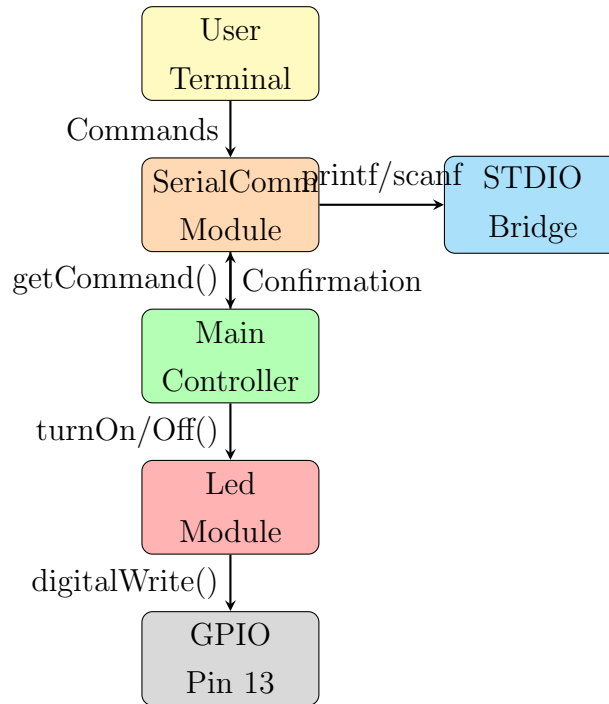 User
Terminal
Commands
SerialComm
Module
printf/scanf
STDIO
Bridge
getCommand()
Confirmation
Main
Controller
turnOn/Off()
Led
Module
digitalWrite()
GPIO
Pin 13